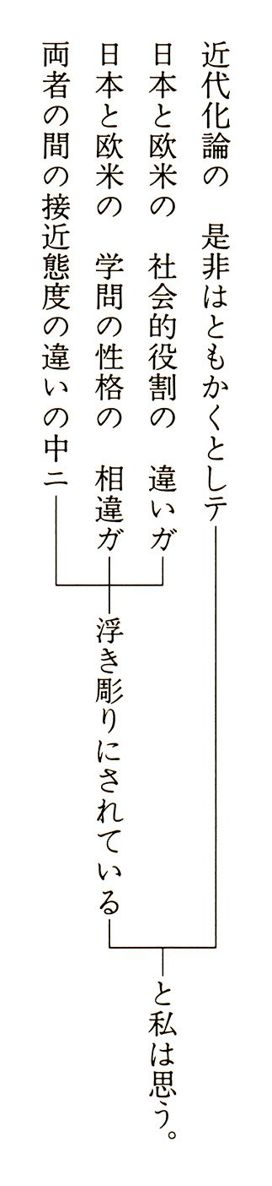 近代化論の 是非はともかくとしテ
日本と欧米の 社会的役割の 違いガ
日本と欧米の 学問の性格の 相違ガ
両者の間の接近態度の違いの中ニ
浮き彫りにされている
と私は思う。